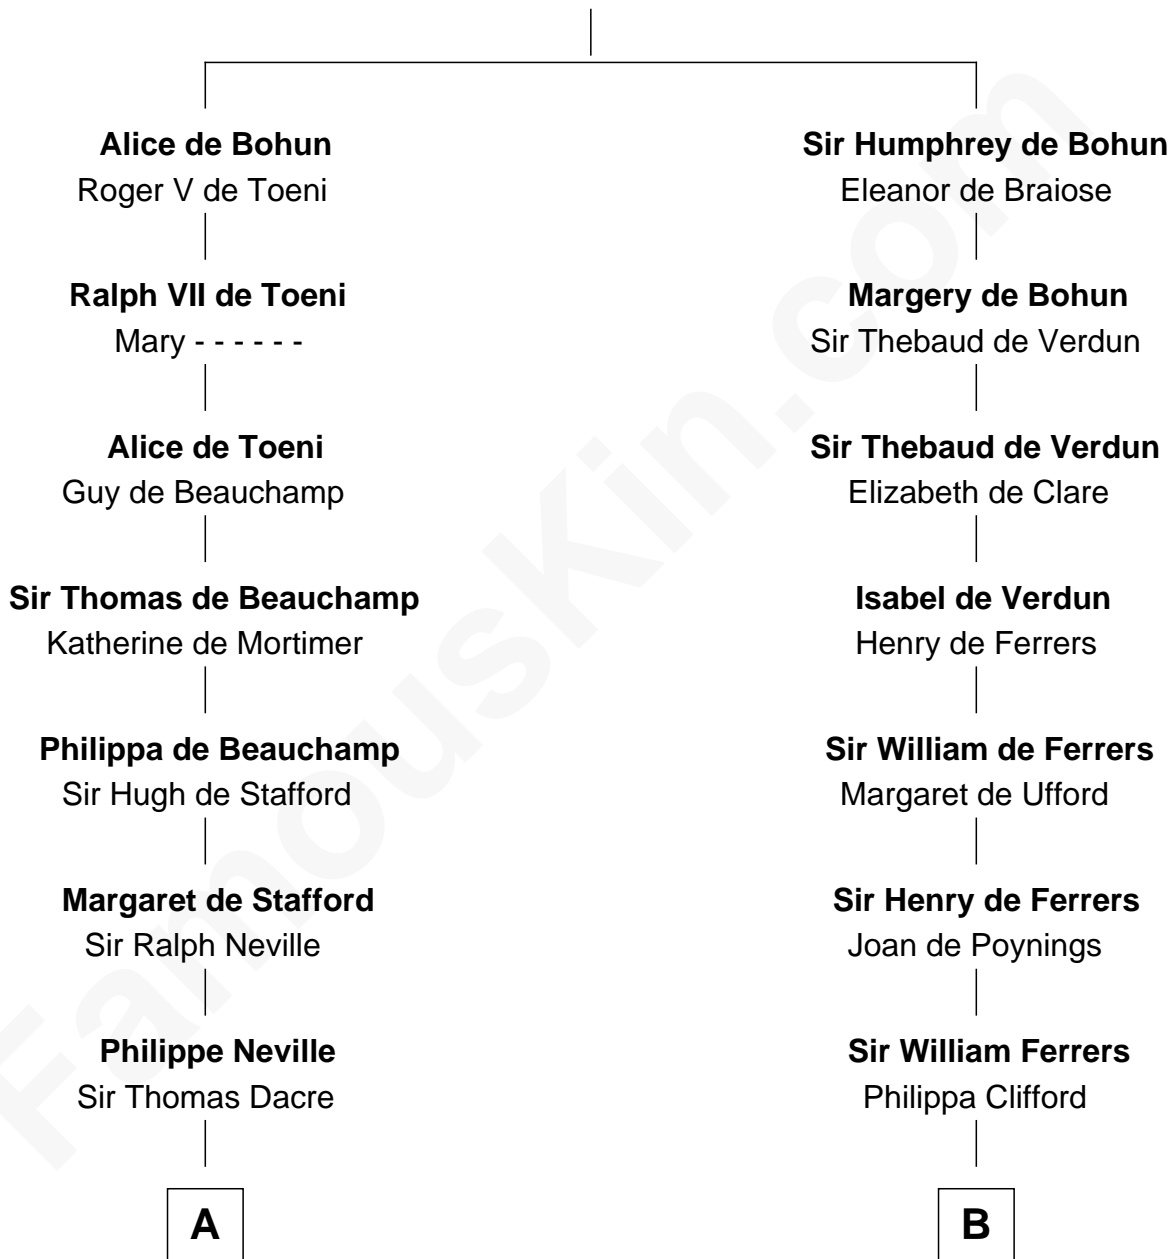 Alice de Bohun
Roger V de Toeni
Ralph VII de Toeni
Mary - - - - - -
Alice de Toeni
Guy de Beauchamp
Sir Thomas de Beauchamp
Katherine de Mortimer
Philippa de Beauchamp
Sir Hugh de Stafford
Margaret de Stafford
Sir Ralph Neville
Philippe Neville
Sir Thomas Dacre
A
Sir Humphrey de Bohun
Eleanor de Braiose
Margery de Bohun
Sir Thebaud de Verdun
Sir Thebaud de Verdun
Elizabeth de Clare
Isabel de Verdun
Henry de Ferrers
Sir William de Ferrers
Margaret de Ufford
Sir Henry de Ferrers
Joan de Poynings
Sir William Ferrers
Philippa Clifford
B
FamousKin.com